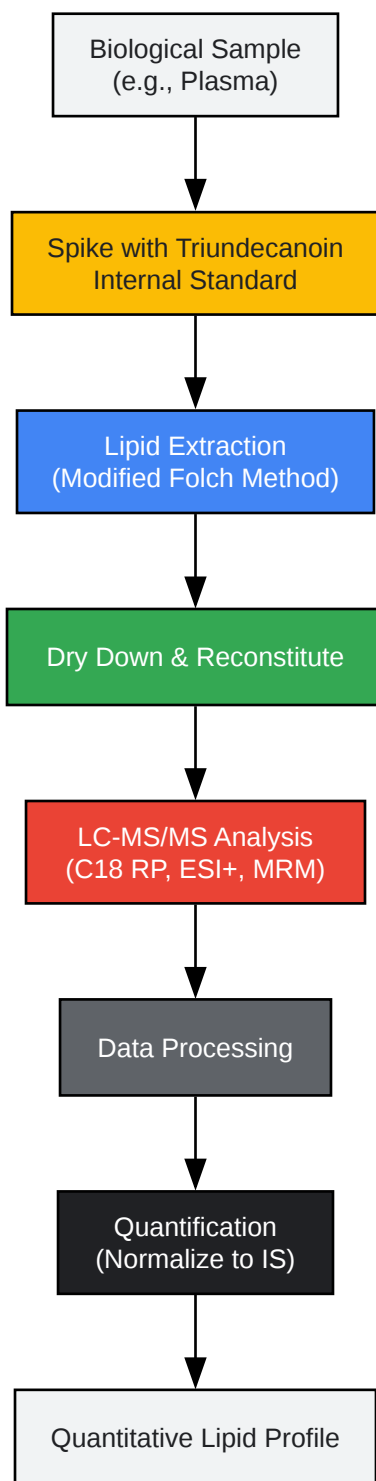 Biological Sample
(e.g., Plasma)
Spike with Triundecanoin
Internal Standard
Lipid Extraction
(Modified Folch Method)
Dry Down & Reconstitute
LC-MS/MS Analysis
(C18 RP, ESI+, MRM)
Data Processing
Quantification
(Normalize to IS)
Quantitative Lipid Profile